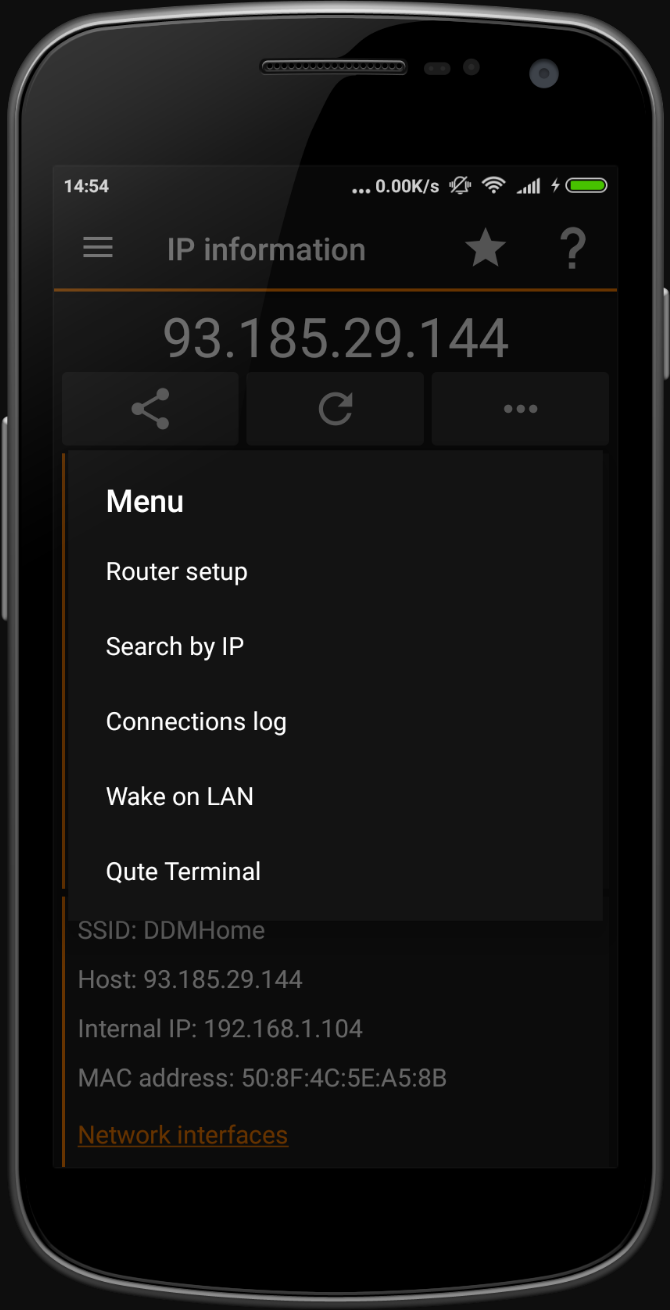 14:54
... 0.00K/s
IP information
?
93.185.29.144
Menu
Router setup
Search by IP
Connections log
Wake on LAN
Qute Terminal
SSID: DDMHome
Host: 93.185.29.144
Internal IP: 192.168.1.104
MAC address: 50:8F:4C:5E:A5:8B
Network interfaces